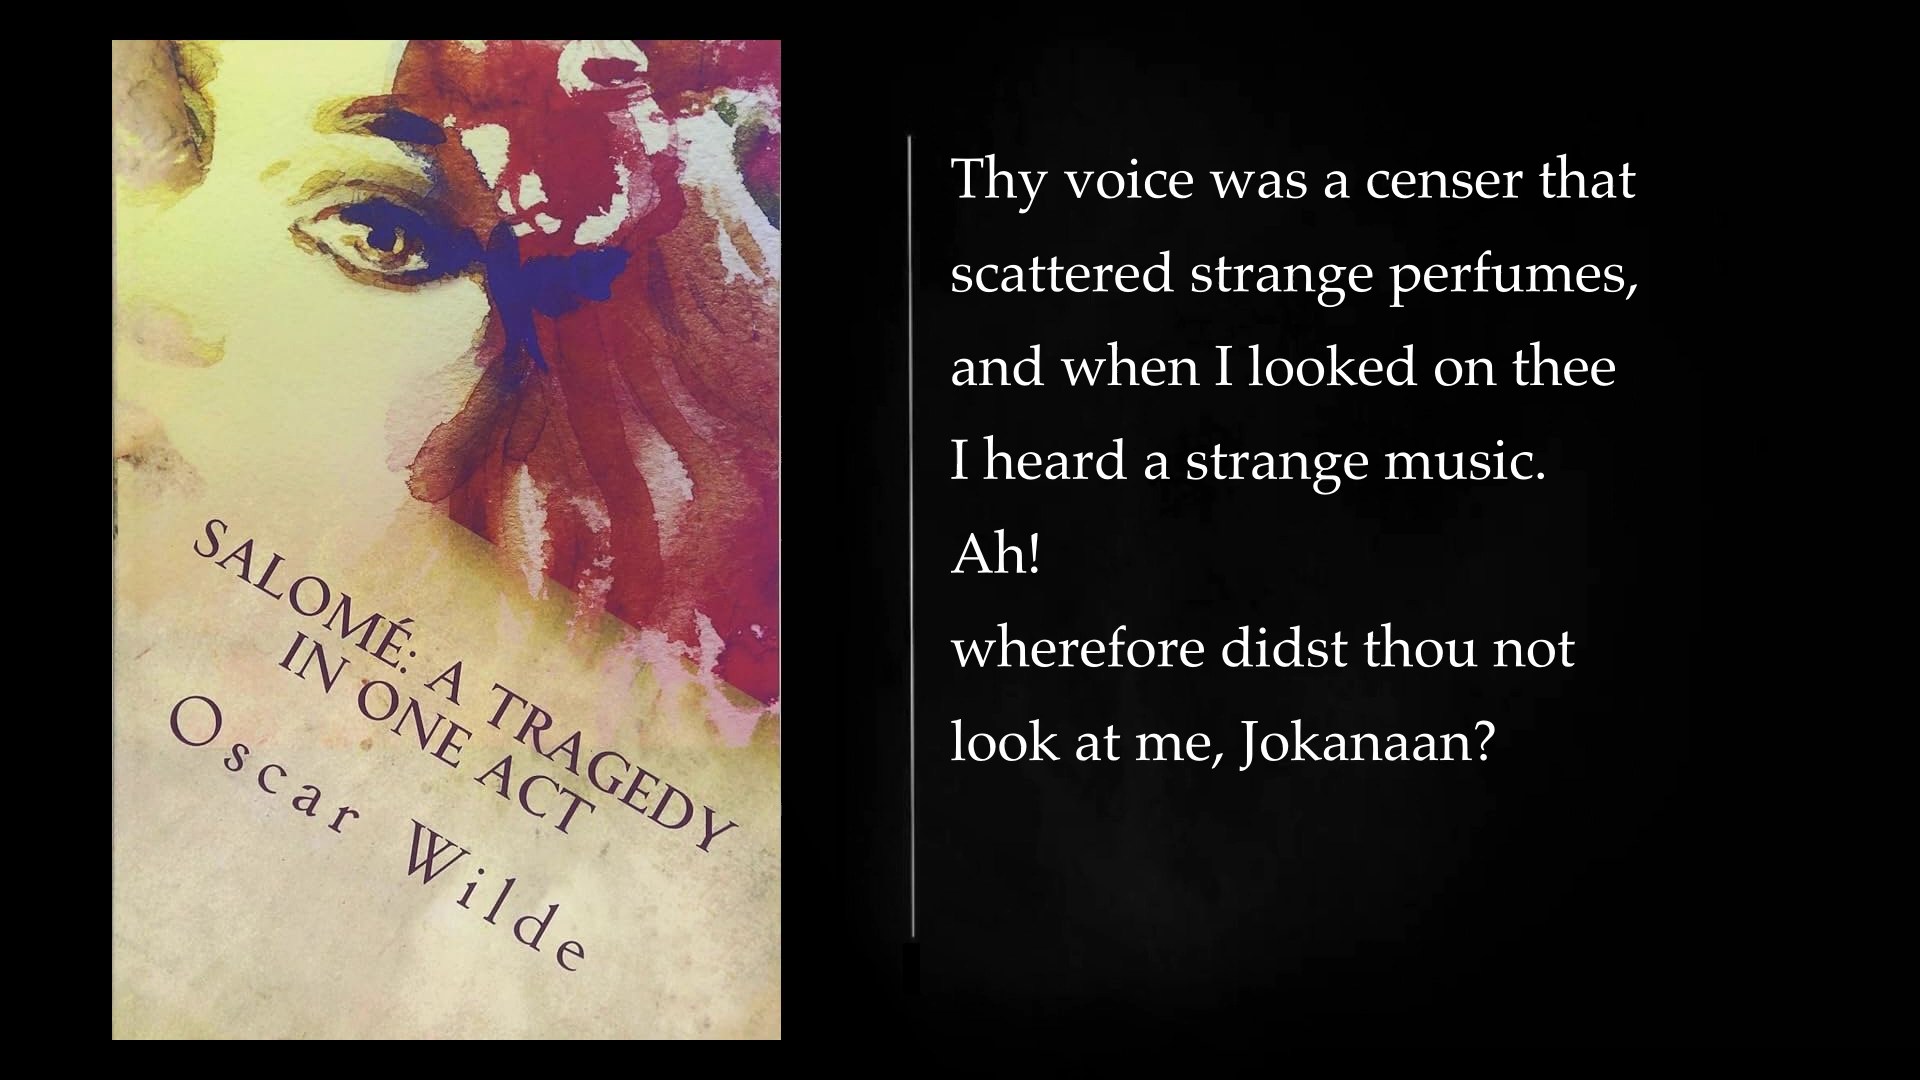 SALOMÉ: A TRAGEDY
IN ONE ACT
Oscar Wilde
Thy voice was a censer that
scattered strange perfumes,
and when I looked on thee
I heard a strange music.
Ah!
wherefore didst thou not
look at me, Jokanaan?